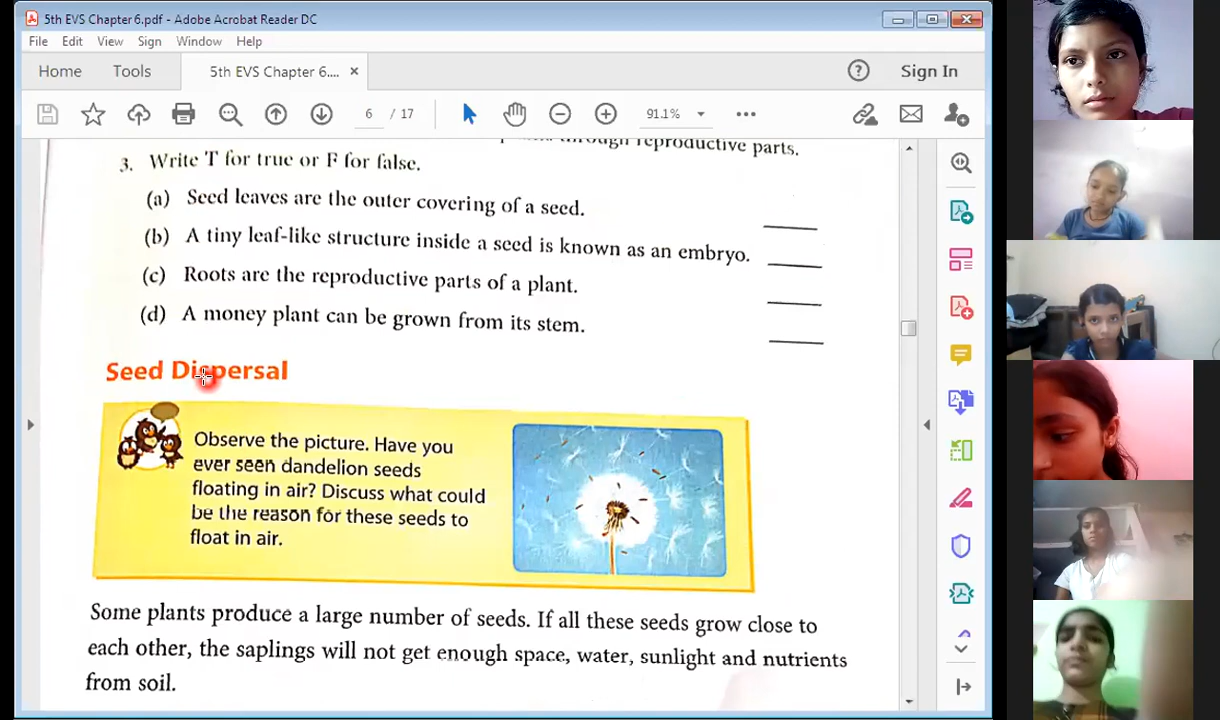 5th EVS Chapter 6.pdf - Adobe Acrobat Reader DC
File Edit View Sign Window Help
Home Tools 5th EVS Chapter 6.... × Sign In
6 / 17 91.1%
through reproductive parts.
3. Write T for true or F for false.
(a) Seed leaves are the outer covering of a seed.
(b) A tiny leaf-like structure inside a seed is known as an embryo.
(c) Roots are the reproductive parts of a plant.
(d) A money plant can be grown from its stem.
Seed Dispersal
Observe the picture. Have you
ever seen dandelion seeds
floating in air? Discuss what could
be the reason for these seeds to
float in air.
Some plants produce a large number of seeds. If all these seeds grow close to
each other, the saplings will not get enough space, water, sunlight and nutrients
from soil.